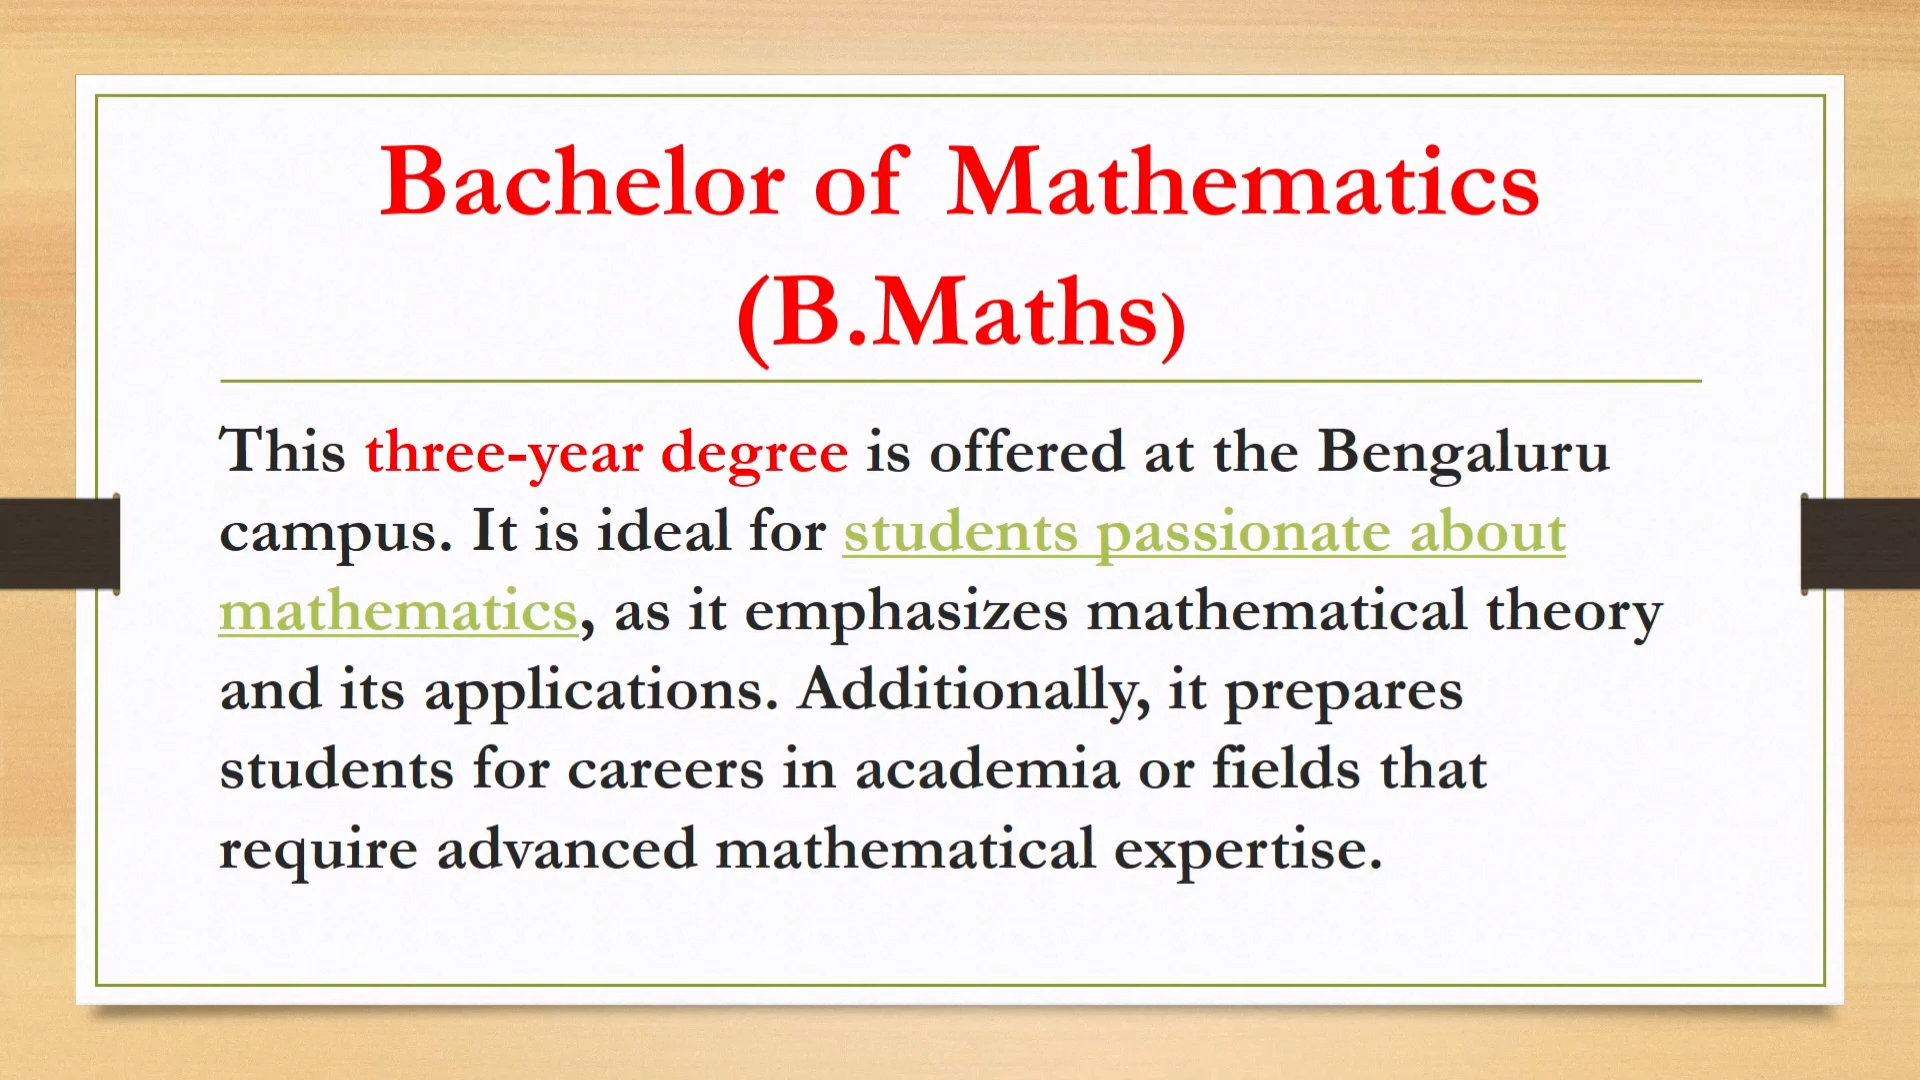 Bachelor of Mathematics
(B.Maths)
This three-year degree is offered at the Bengaluru
campus. It is ideal for students passionate about
mathematics, as it emphasizes mathematical theory
and its applications. Additionally, it prepares
students for careers in academia or fields that
require advanced mathematical expertise.